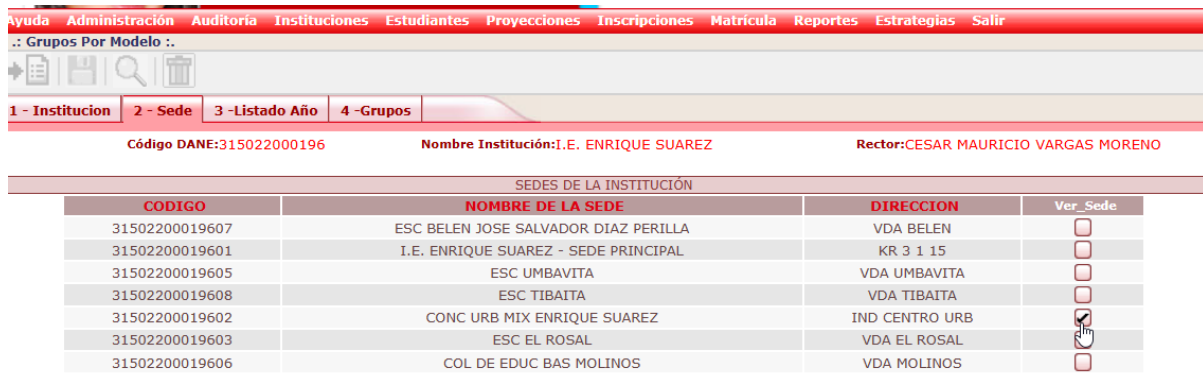 Ayuda Administración Auditoría Instituciones Estudiantes Proyecciones Inscripciones Matrícula Reportes Estrategias Salir
.: Grupos Por Modelo :.
1 - Institucion 2 - Sede 3 -Listado Año 4 -Grupos
Código DANE:315022000196 Nombre Institución:I.E. ENRIQUE SUAREZ Rector:CESAR MAURICIO VARGAS MORENO
SEDES DE LA INSTITUCIÓN
CODIGO NOMBRE DE LA SEDE DIRECCION Ver_Sede
31502200019607 ESC BELEN JOSE SALVADOR DIAZ PERILLA VDA BELEN
31502200019601 I.E. ENRIQUE SUAREZ - SEDE PRINCIPAL KR 3 1 15
31502200019605 ESC UMBAVITA VDA UMBAVITA
31502200019608 ESC TIBAITA VDA TIBAITA
31502200019602 CONC URB MIX ENRIQUE SUAREZ IND CENTRO URB
31502200019603 ESC EL ROSAL VDA EL ROSAL
31502200019606 COL DE EDUC BAS MOLINOS VDA MOLINOS